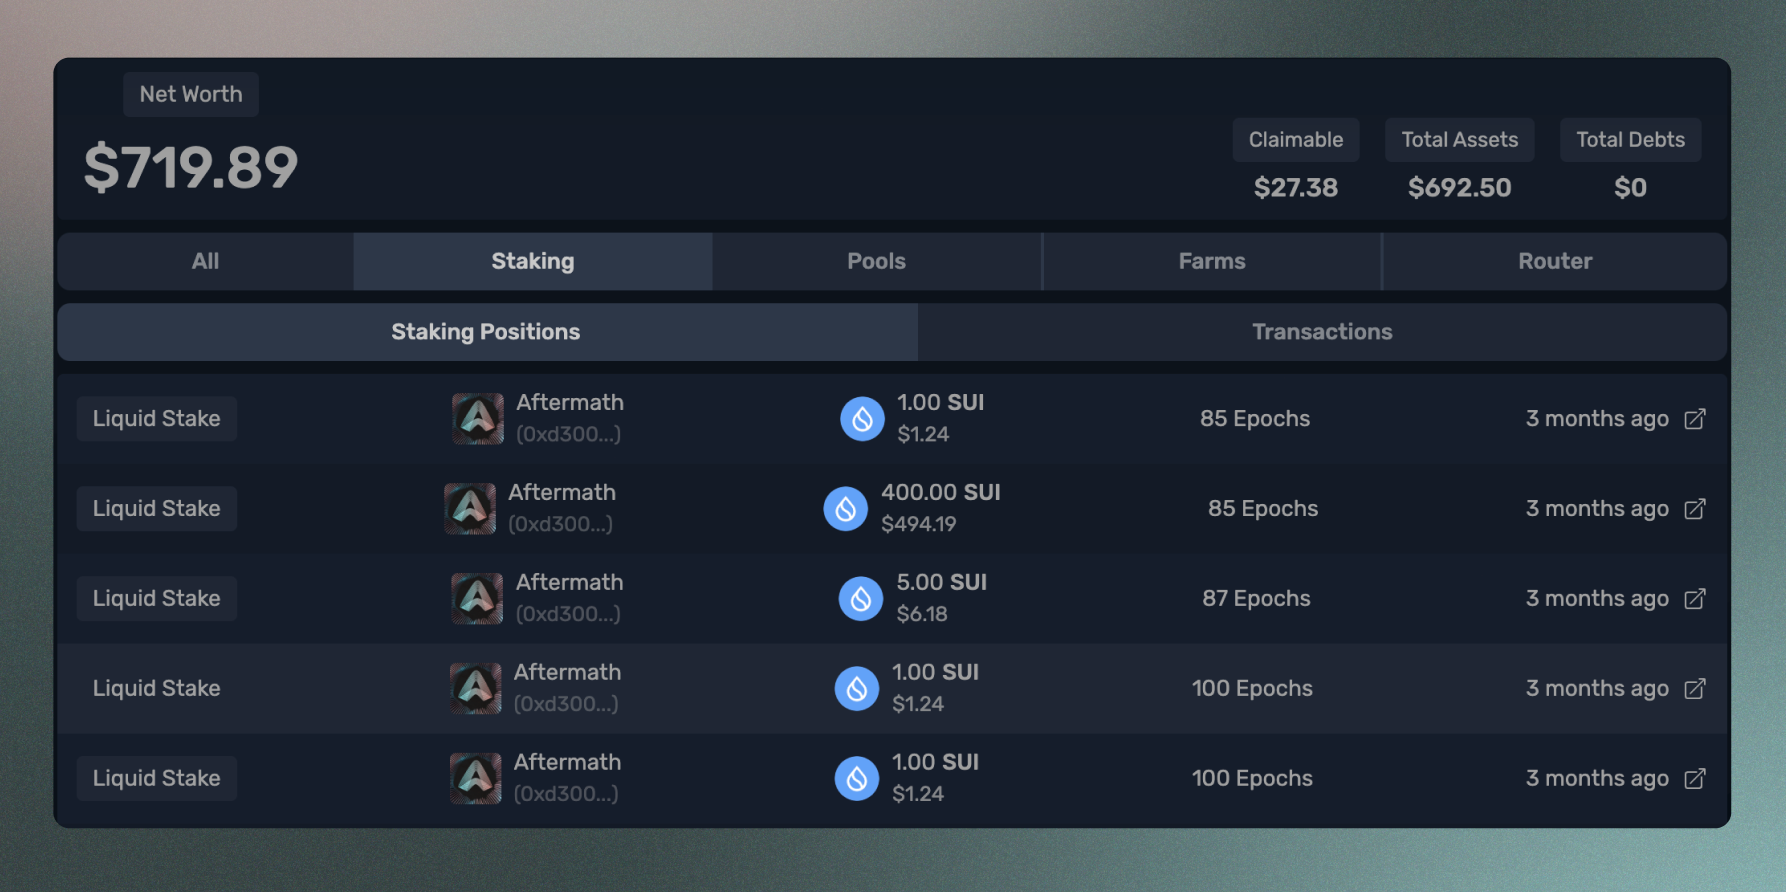 Net Worth
$719.89
Claimable
$27.38
Total Assets
$692.50
Total Debts
$0
All
Staking
Pools
Farms
Router
Staking Positions
Transactions
Liquid Stake
Aftermath
(0xd300...)
1.00 SUI
$1.24
85 Epochs
3 months ago
Liquid Stake
Aftermath
(0xd300...)
400.00 SUI
$494.19
85 Epochs
3 months ago
Liquid Stake
Aftermath
(0xd300...)
5.00 SUI
$6.18
87 Epochs
3 months ago
Liquid Stake
Aftermath
(0xd300...)
1.00 SUI
$1.24
100 Epochs
3 months ago
Liquid Stake
Aftermath
(0xd300...)
1.00 SUI
$1.24
100 Epochs
3 months ago